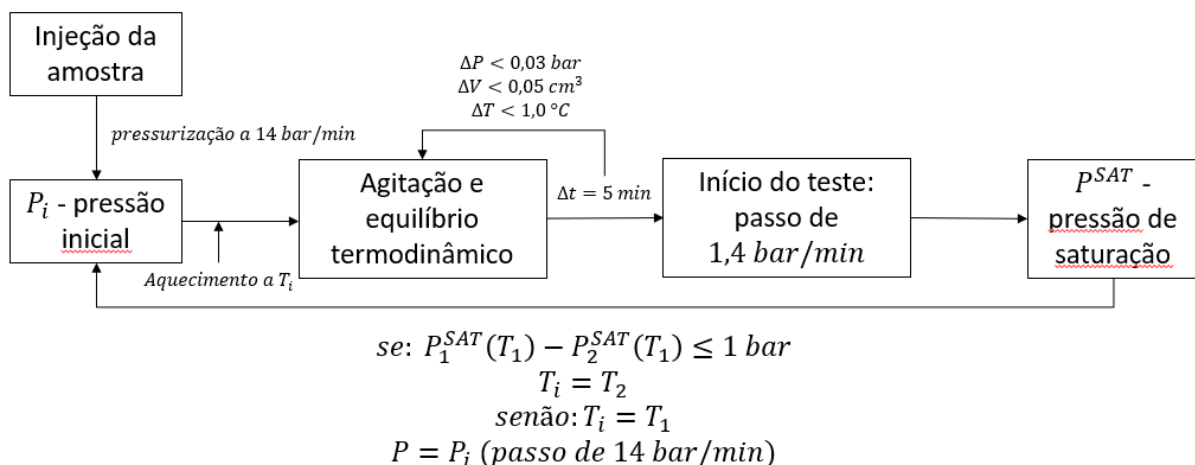 Injeção da
amostra
pressurização a 14 bar/min
P_i - pressão
inicial
Aquecimento a T_i
ΔP < 0,03 bar
ΔV < 0,05 cm³
ΔT < 1,0 °C
Agitação e
equilíbrio
termodinâmico
Δt = 5 min
Início do teste:
passo de
1,4 bar/min
P^{SAT} -
pressão de
saturação
se: P_1^{SAT}(T_1) − P_2^{SAT}(T_1) ≤ 1 bar
T_i = T_2
senão: T_i = T_1
P = P_i (passo de 14 bar/min)